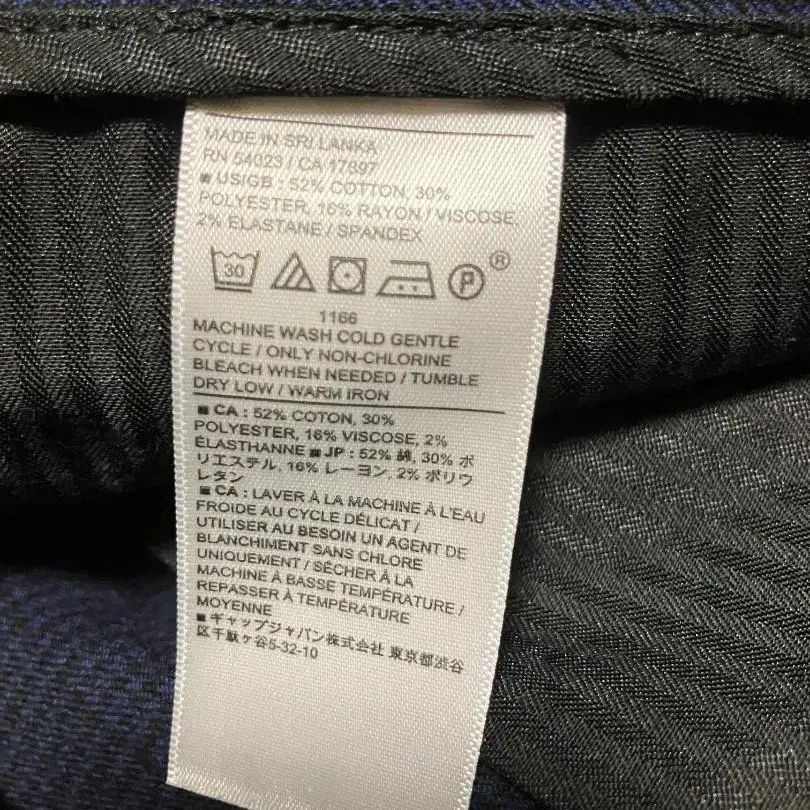 MADE IN SRI LANKA
RN 54023 / CA 17897
■ US/GB : 52% COTTON, 30%
POLYESTER, 16% RAYON / VISCOSE
2% ELASTANE / SPANDEX
30 P ®
1166
MACHINE WASH COLD GENTLE
CYCLE / ONLY NON-CHLORINE
BLEACH WHEN NEEDED / TUMBLE
DRY LOW / WARM IRON
■ CA : 52% COTON, 30%
POLYESTER, 16% VISCOSE, 2%
ÉLASTHANNE ■ JP : 52% 綿, 30% ポ
リエステル, 16% レーヨン, 2% ポリウ
レタン
■ CA : LAVER À LA MACHINE À L'EAU
FROIDE AU CYCLE DÉLICAT /
UTILISER AU BESOIN UN AGENT DE
BLANCHIMENT SANS CHLORE
UNIQUEMENT / SÉCHER À LA
MACHINE À BASSE TEMPÉRATURE /
REPASSER À TEMPÉRATURE
MOYENNE
■ ギャップジャパン株式会社 東京都渋谷
区千駄ヶ谷5-32-10